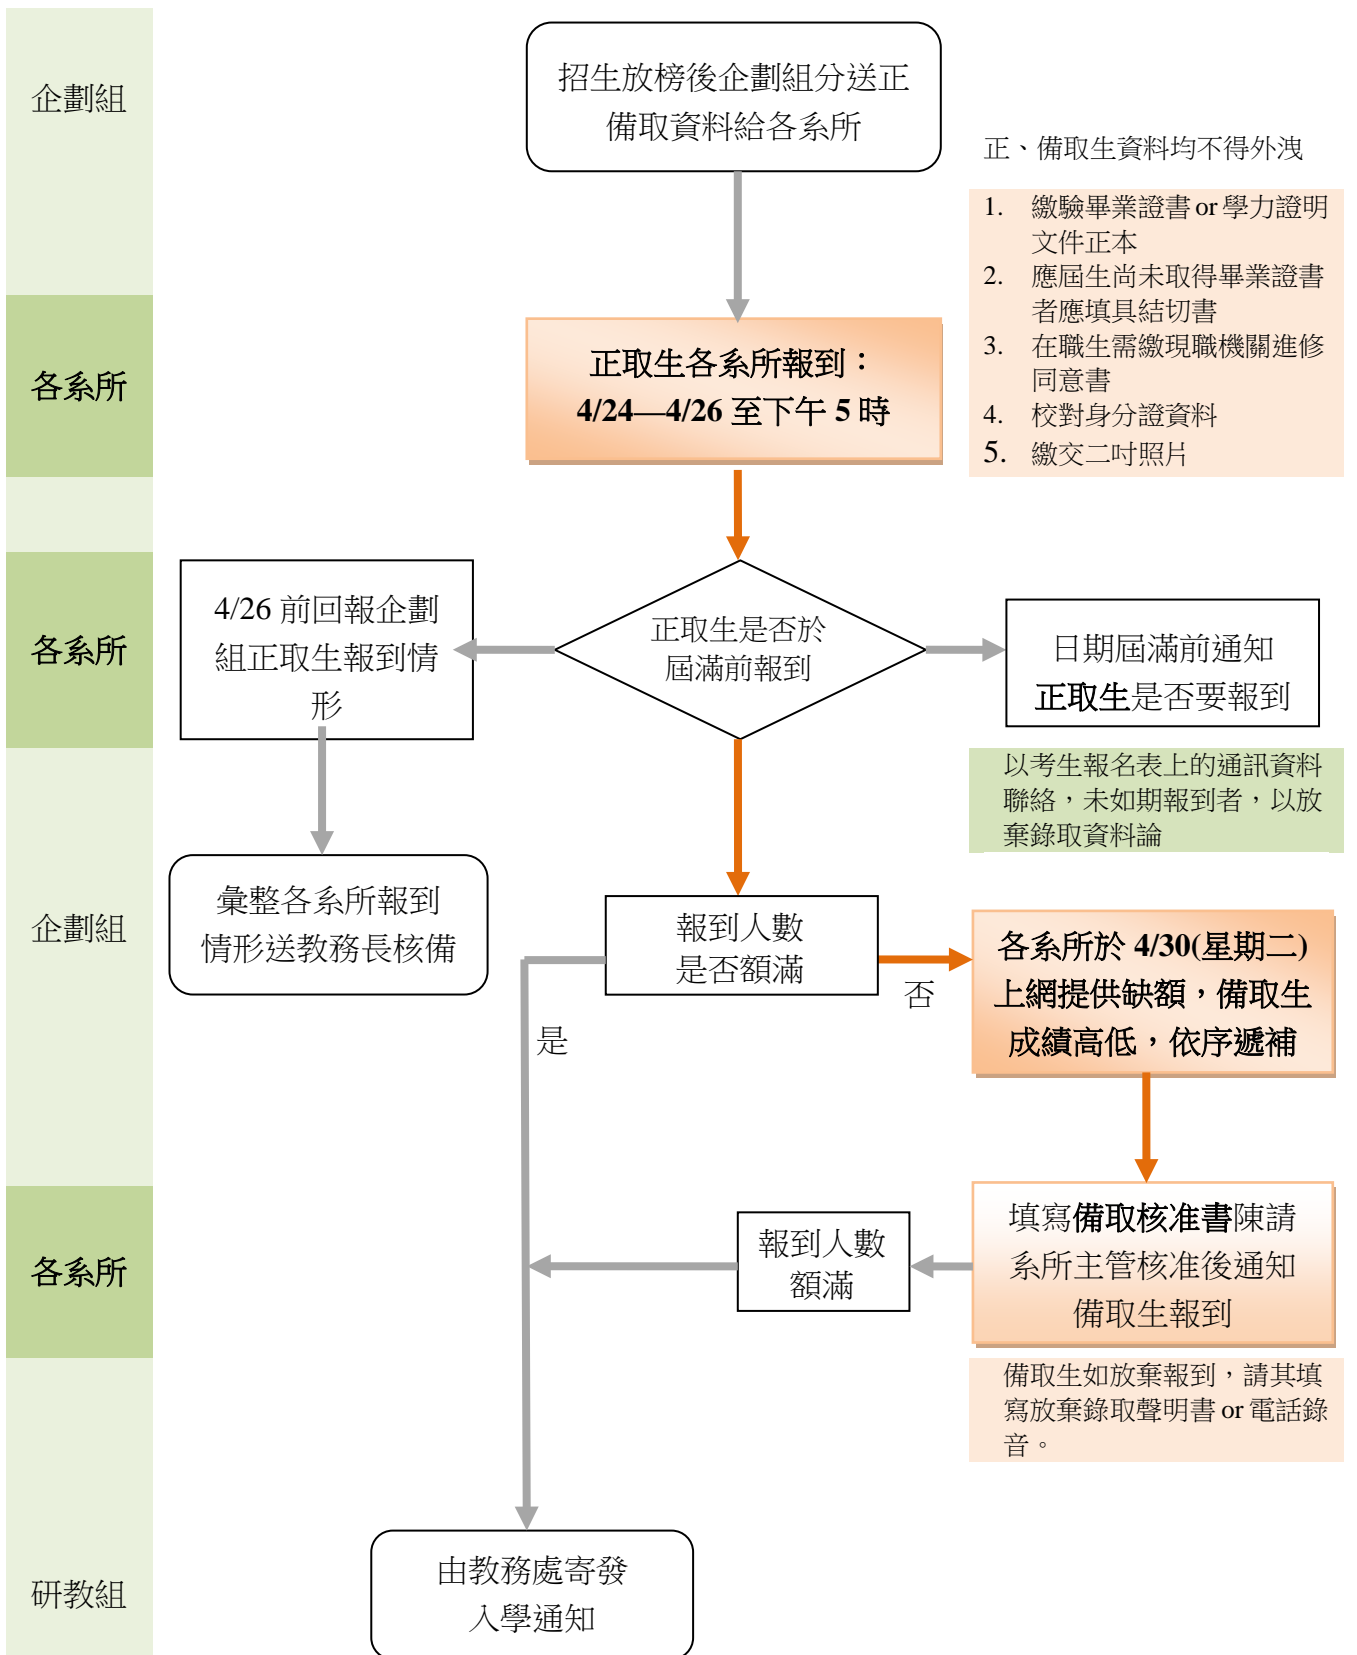 企劃組
招生放榜後企劃組分送正
備取資料給各系所
正、備取生資料均不得外洩
1. 繳驗畢業證書 or 學力證明
文件正本
2. 應屆生尚未取得畢業證書
者應填具結切書
3. 在職生需繳現職機關進修
同意書
4. 校對身分證資料
5. 繳交二吋照片
各系所
正取生各系所報到：
4/24—4/26 至下午 5 時
各系所
4/26 前回報企劃
組正取生報到情
形
正取生是否於
屆滿前報到
日期屆滿前通知
正取生是否要報到
以考生報名表上的通訊資料
聯絡，未如期報到者，以放
棄錄取資料論
企劃組
彙整各系所報到
情形送教務長核備
報到人數
是否額滿
否
是
各系所於 4/30(星期二)
上網提供缺額，備取生
成績高低，依序遞補
各系所
報到人數
額滿
填寫備取核准書陳請
系所主管核准後通知
備取生報到
備取生如放棄報到，請其填
寫放棄錄取聲明書 or 電話錄
音。
研教組
由教務處寄發
入學通知